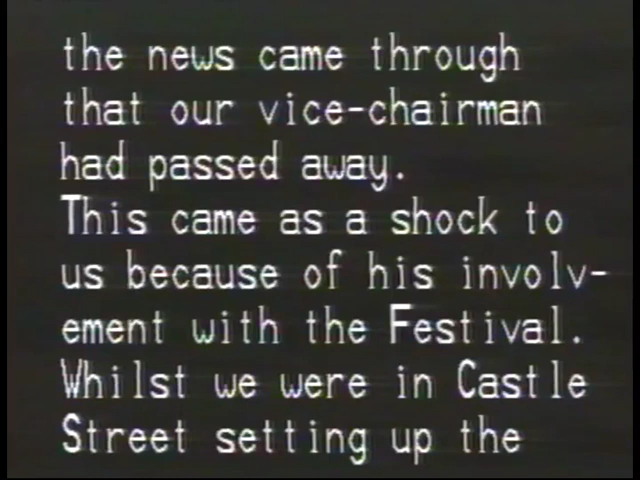 the news came through
that our vice-chairman
had passed away.
This came as a shock to
us because of his involv-
ement with the Festival.
Whilst we were in Castle
Street setting up the